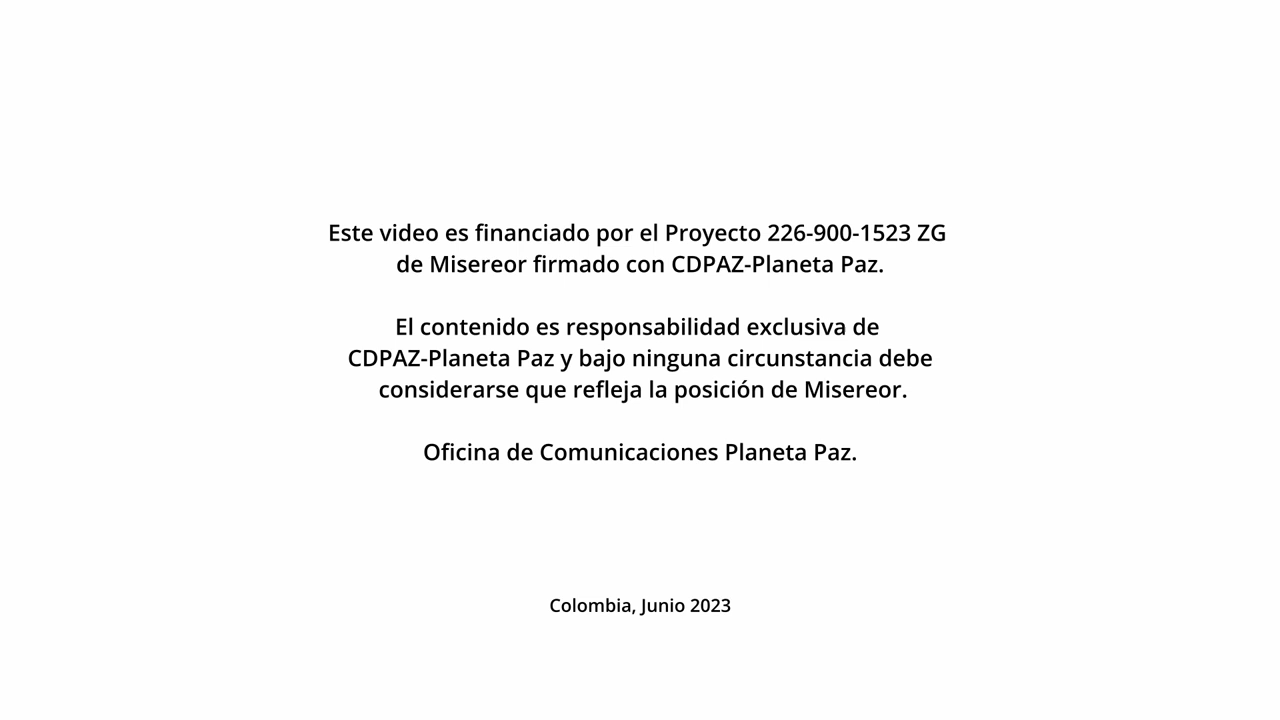 Este video es financiado por el Proyecto 226-900-1523 ZG
de Misereor firmado con CDPAZ-Planeta Paz.
El contenido es responsabilidad exclusiva de
CDPAZ-Planeta Paz y bajo ninguna circunstancia debe
considerarse que refleja la posición de Misereor.
Oficina de Comunicaciones Planeta Paz.
Colombia, Junio 2023